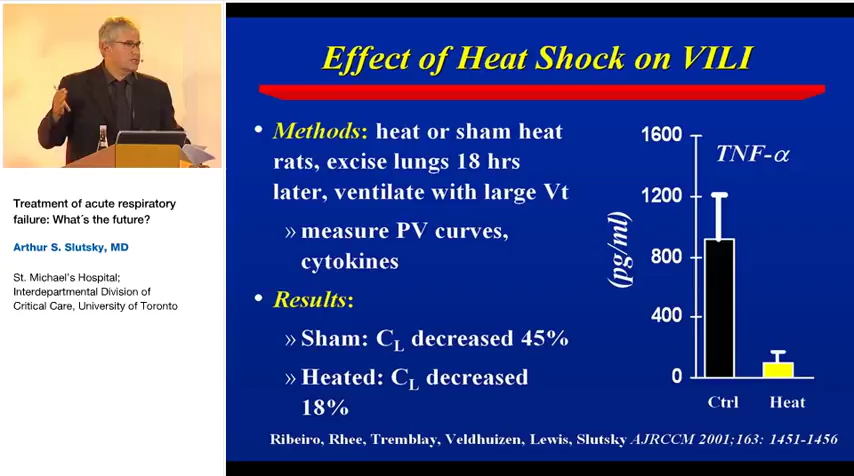 Treatment of acute respiratory
failure: What´s the future?
Arthur S. Slutsky, MD
St. Michael's Hospital;
Interdepartmental Division of
Critical Care, University of Toronto
Effect of Heat Shock on VILI
• Methods: heat or sham heat
rats, excise lungs 18 hrs
later, ventilate with large Vt
» measure PV curves,
cytokines
• Results:
» Sham: CL decreased 45%
» Heated: CL decreased
18%
TNF-α
(pg/ml)
1600
1200
800
400
0
Ctrl Heat
Ribeiro, Rhee, Tremblay, Veldhuizen, Lewis, Slutsky AJRCCM 2001;163: 1451-1456